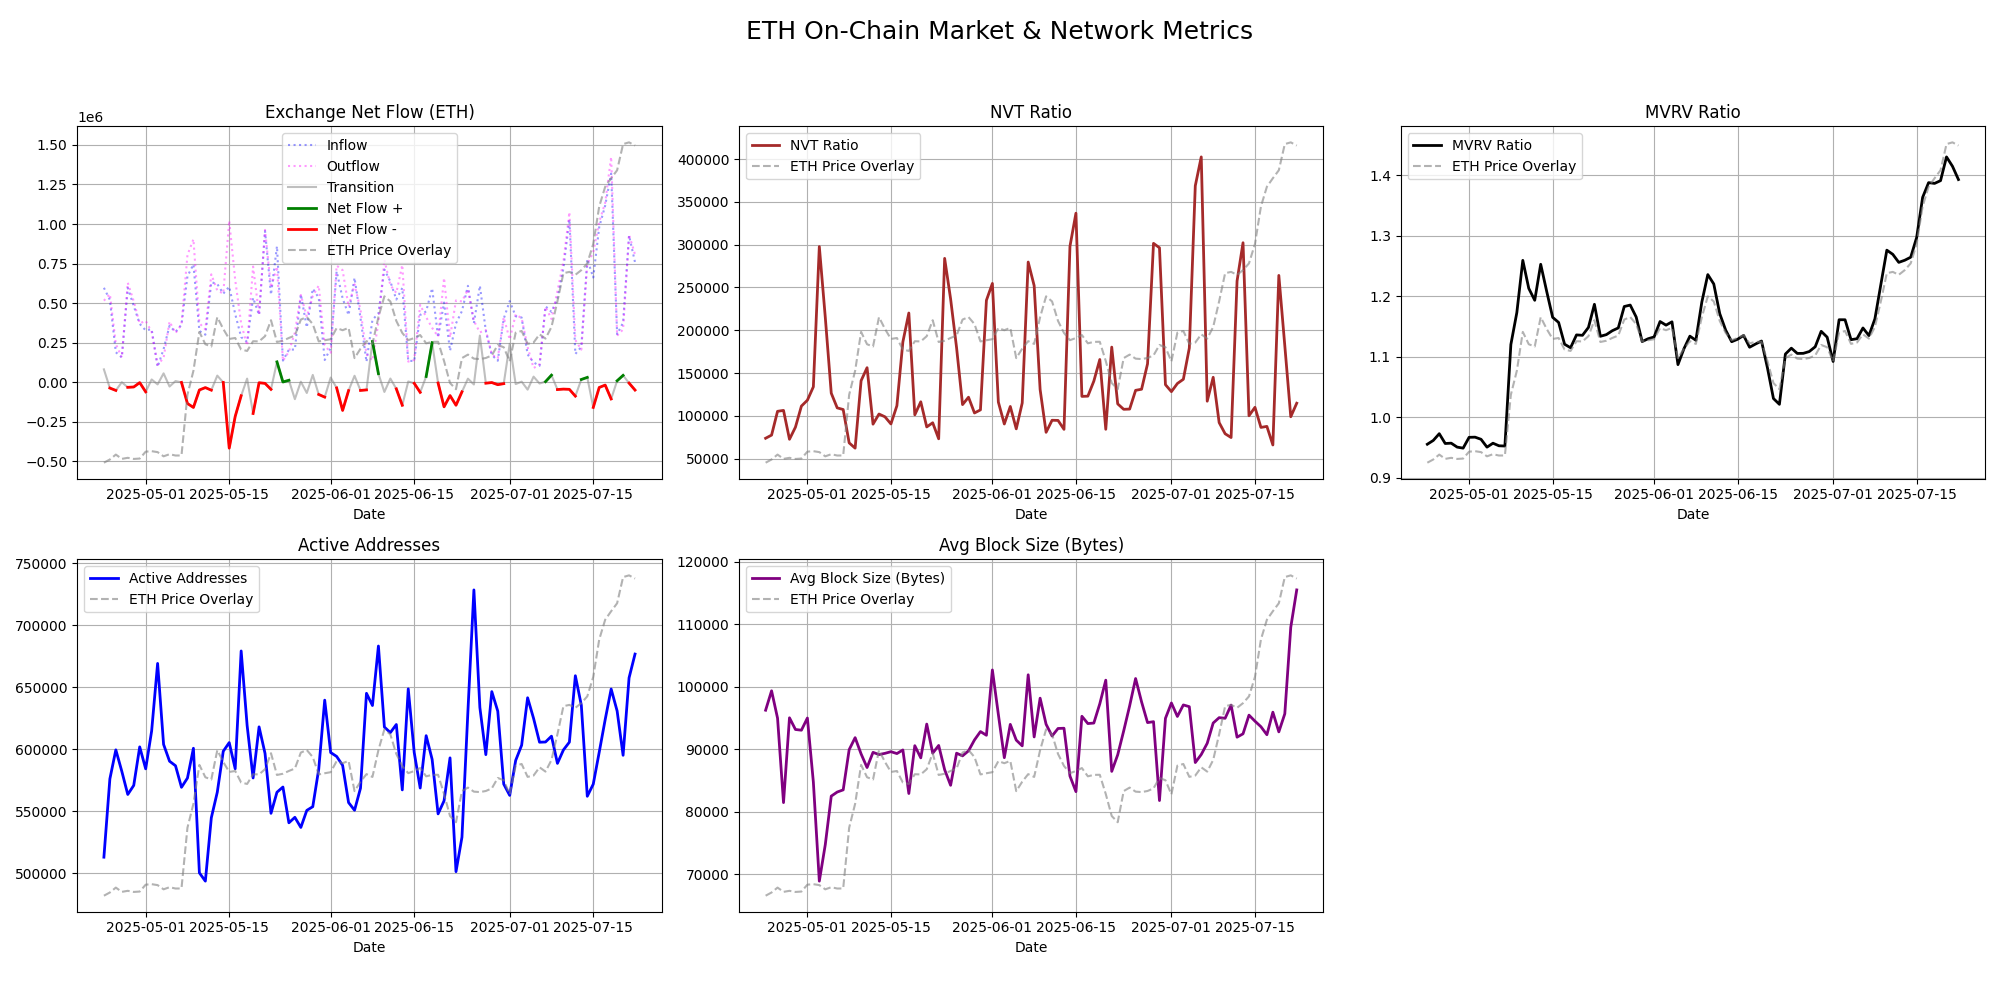 ETH On-Chain Market & Network Metrics
Exchange Net Flow (ETH)
1e6
Inflow
Outflow
Transition
Net Flow +
Net Flow -
ETH Price Overlay
1.50
1.25
1.00
0.75
0.50
0.25
0.00
−0.25
−0.50
2025-05-01 2025-05-15 2025-06-01 2025-06-15 2025-07-01 2025-07-15
Date
NVT Ratio
NVT Ratio
ETH Price Overlay
400000
350000
300000
250000
200000
150000
100000
50000
2025-05-01 2025-05-15 2025-06-01 2025-06-15 2025-07-01 2025-07-15
Date
MVRV Ratio
MVRV Ratio
ETH Price Overlay
1.4
1.3
1.2
1.1
1.0
0.9
2025-05-01 2025-05-15 2025-06-01 2025-06-15 2025-07-01 2025-07-15
Date
Active Addresses
Active Addresses
ETH Price Overlay
750000
700000
650000
600000
550000
500000
2025-05-01 2025-05-15 2025-06-01 2025-06-15 2025-07-01 2025-07-15
Date
Avg Block Size (Bytes)
Avg Block Size (Bytes)
ETH Price Overlay
120000
110000
100000
90000
80000
70000
2025-05-01 2025-05-15 2025-06-01 2025-06-15 2025-07-01 2025-07-15
Date